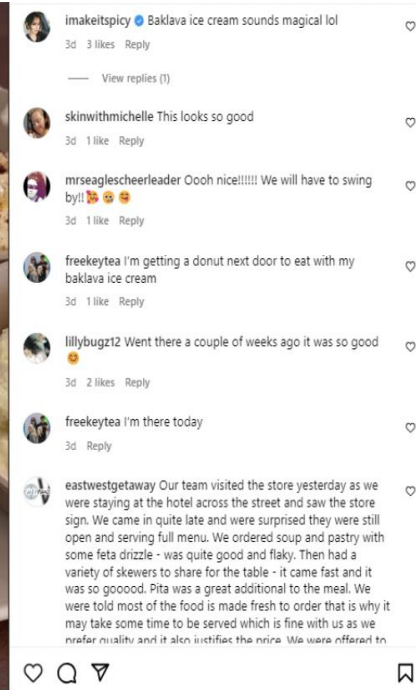 imakeitspicy Baklava ice cream sounds magical lol
3d 3 likes Reply
View replies (1)
skinwithmichelle This looks so good
3d 1 like Reply
mrseaglescheerleader Oooh nice!!!!!! We will have to swing
by!! 🥰🥲😋
3d 1 like Reply
freekeytea I'm getting a donut next door to eat with my
baklava ice cream
3d 1 like Reply
lillybugz12 Went there a couple of weeks ago it was so good
😊
3d 2 likes Reply
freekeytea I'm there today
3d Reply
eastwestgetaway Our team visited the store yesterday as we
were staying at the hotel across the street and saw the store
sign. We came in quite late and were surprised they were still
open and serving full menu. We ordered soup and pastry with
some feta drizzle - was quite good and flaky. Then had a
variety of skewers to share for the table - it came fast and it
was so gooood. Pita was a great additional to the meal. We
were told most of the food is made fresh to order that is why it
may take some time to be served which is fine with us as we
prefer quality and it also justifies the price. We were offered to